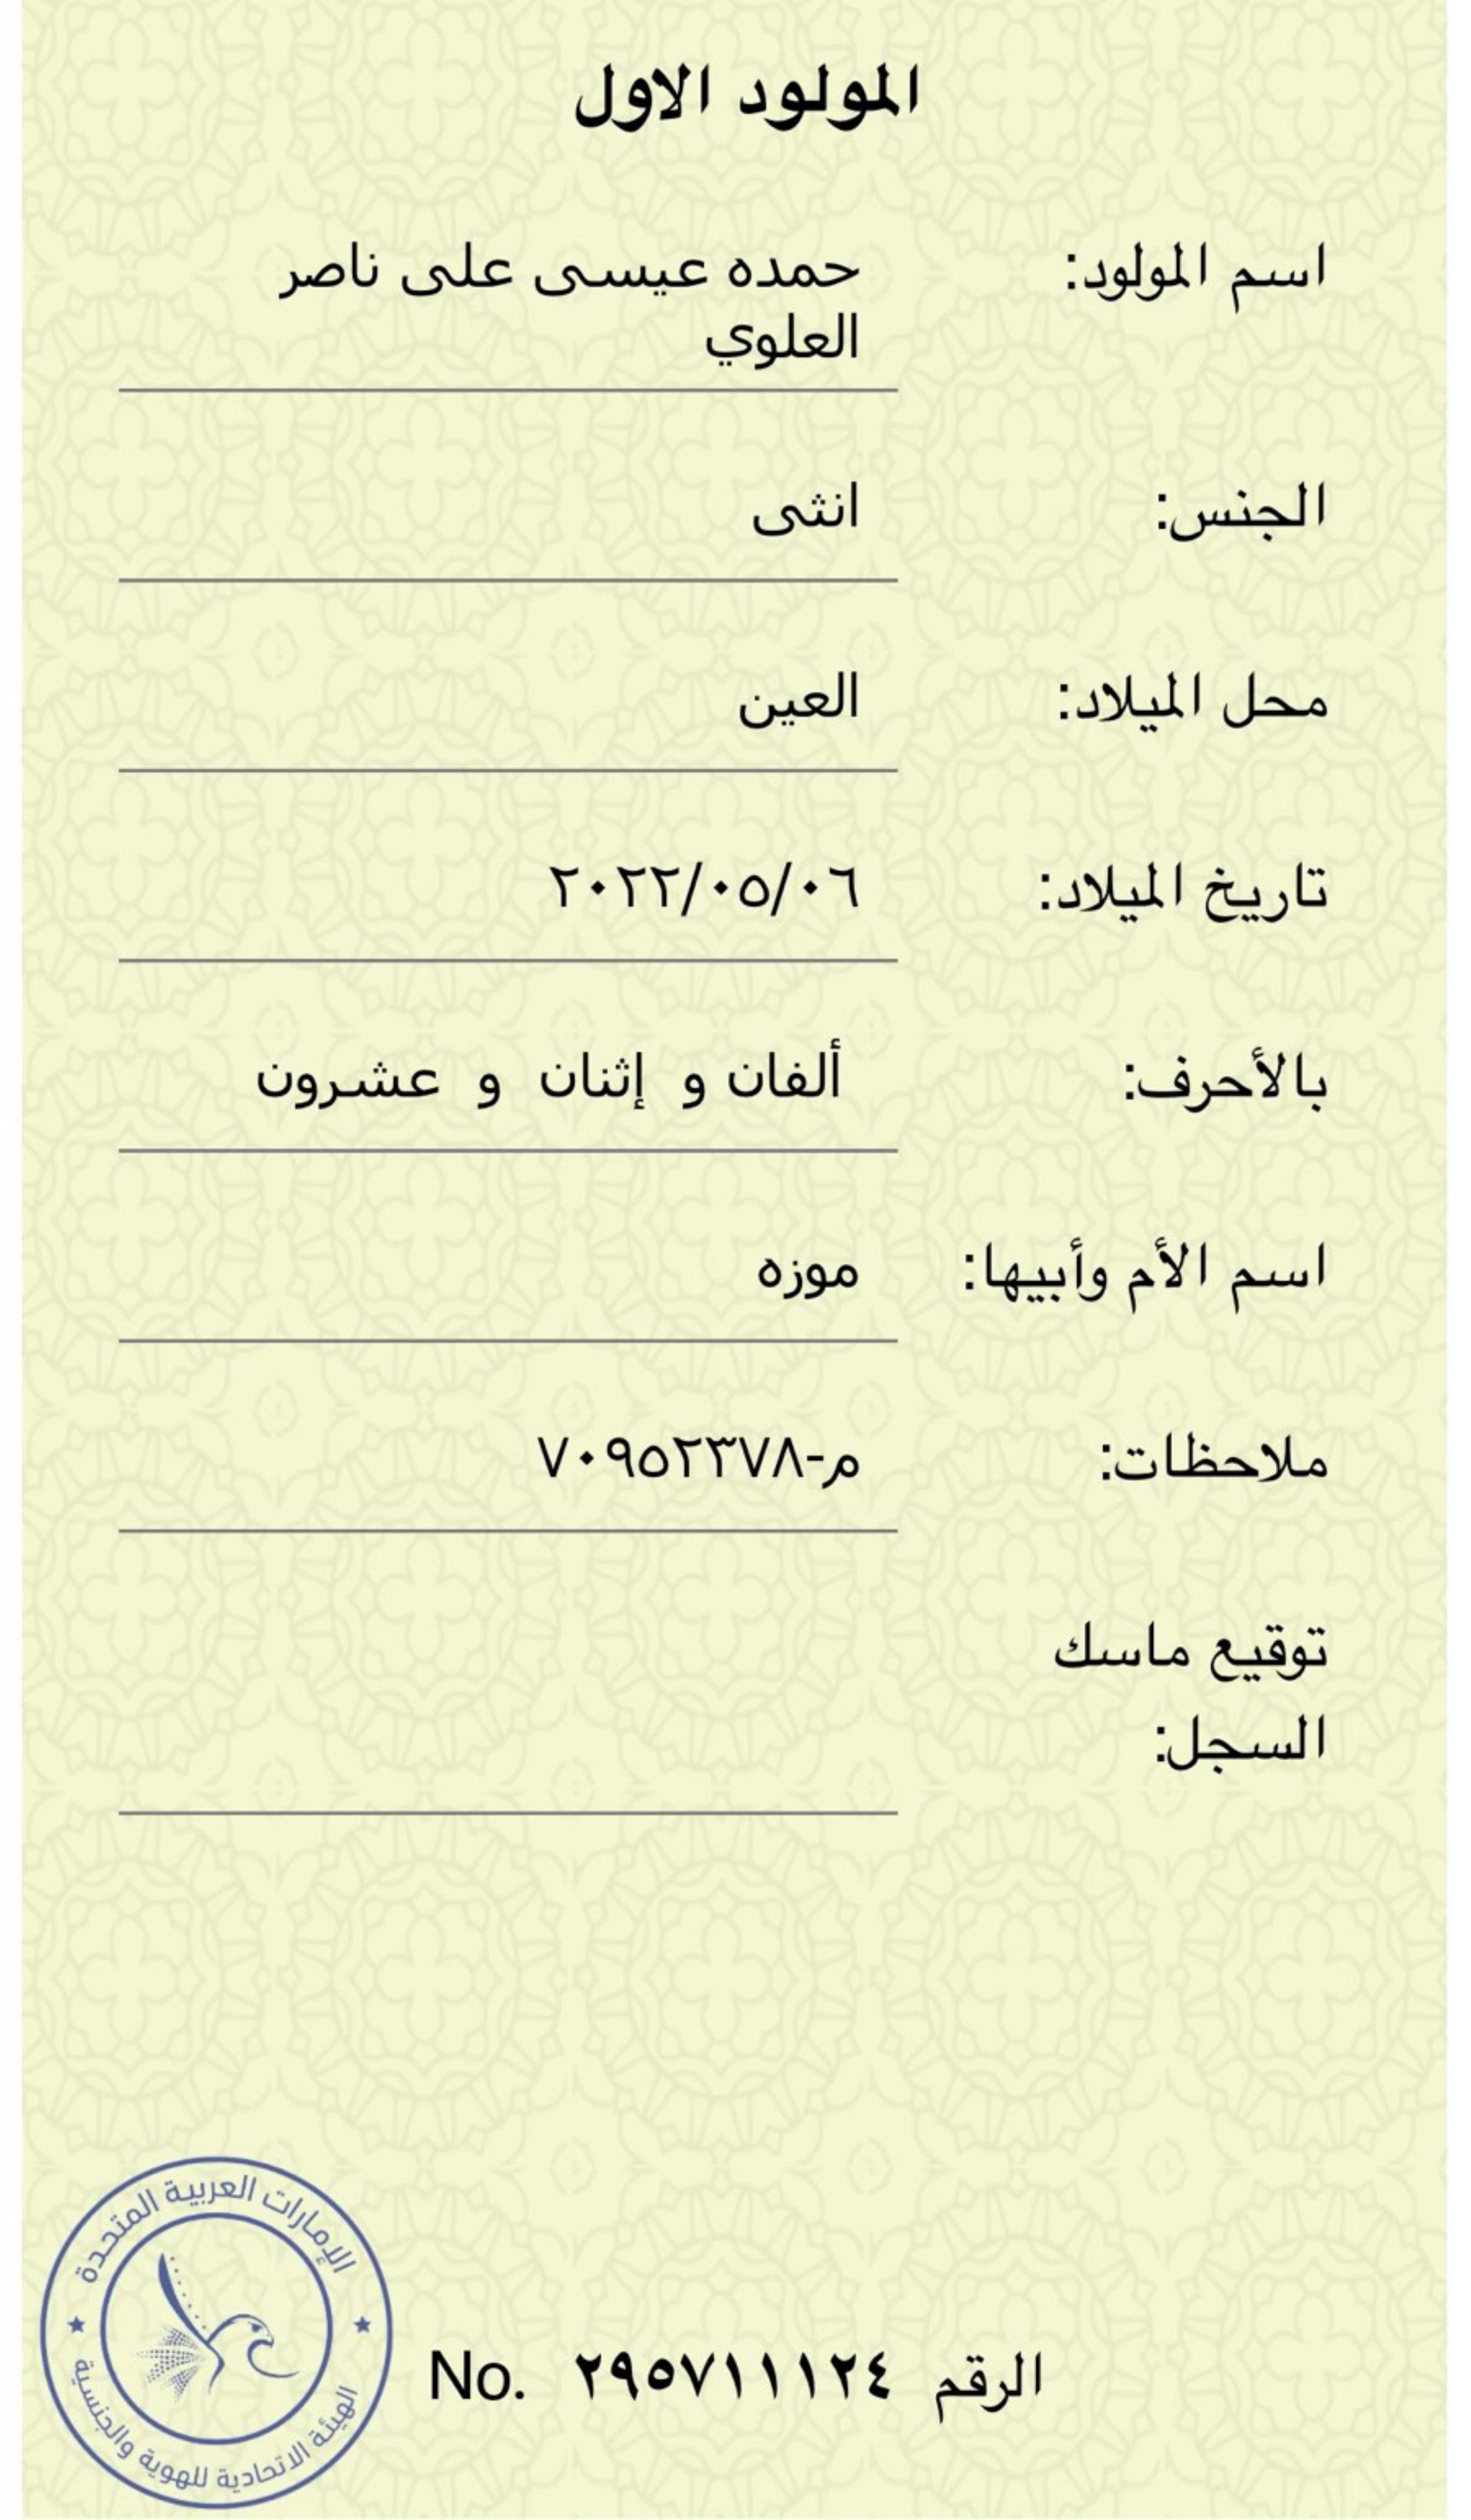 المولود الاول
اسم المولود: حمده عيسى على ناصر
العلوي
الجنس: انثى
محل الميلاد: العين
تاريخ الميلاد: ٢٠٢٢/٠٥/٠٦
بالأحرف: ألفان و إثنان و عشرون
اسم الأم وأبيها: موزه
ملاحظات: م-٧٠٩٥٢٣٧٨
توقيع ماسك
السجل:
الإمارات العربية المتحدة
الرقم ٢٩٥٧١١١٢٤ No.
الهيئة الاتحادية للهوية والجنسية